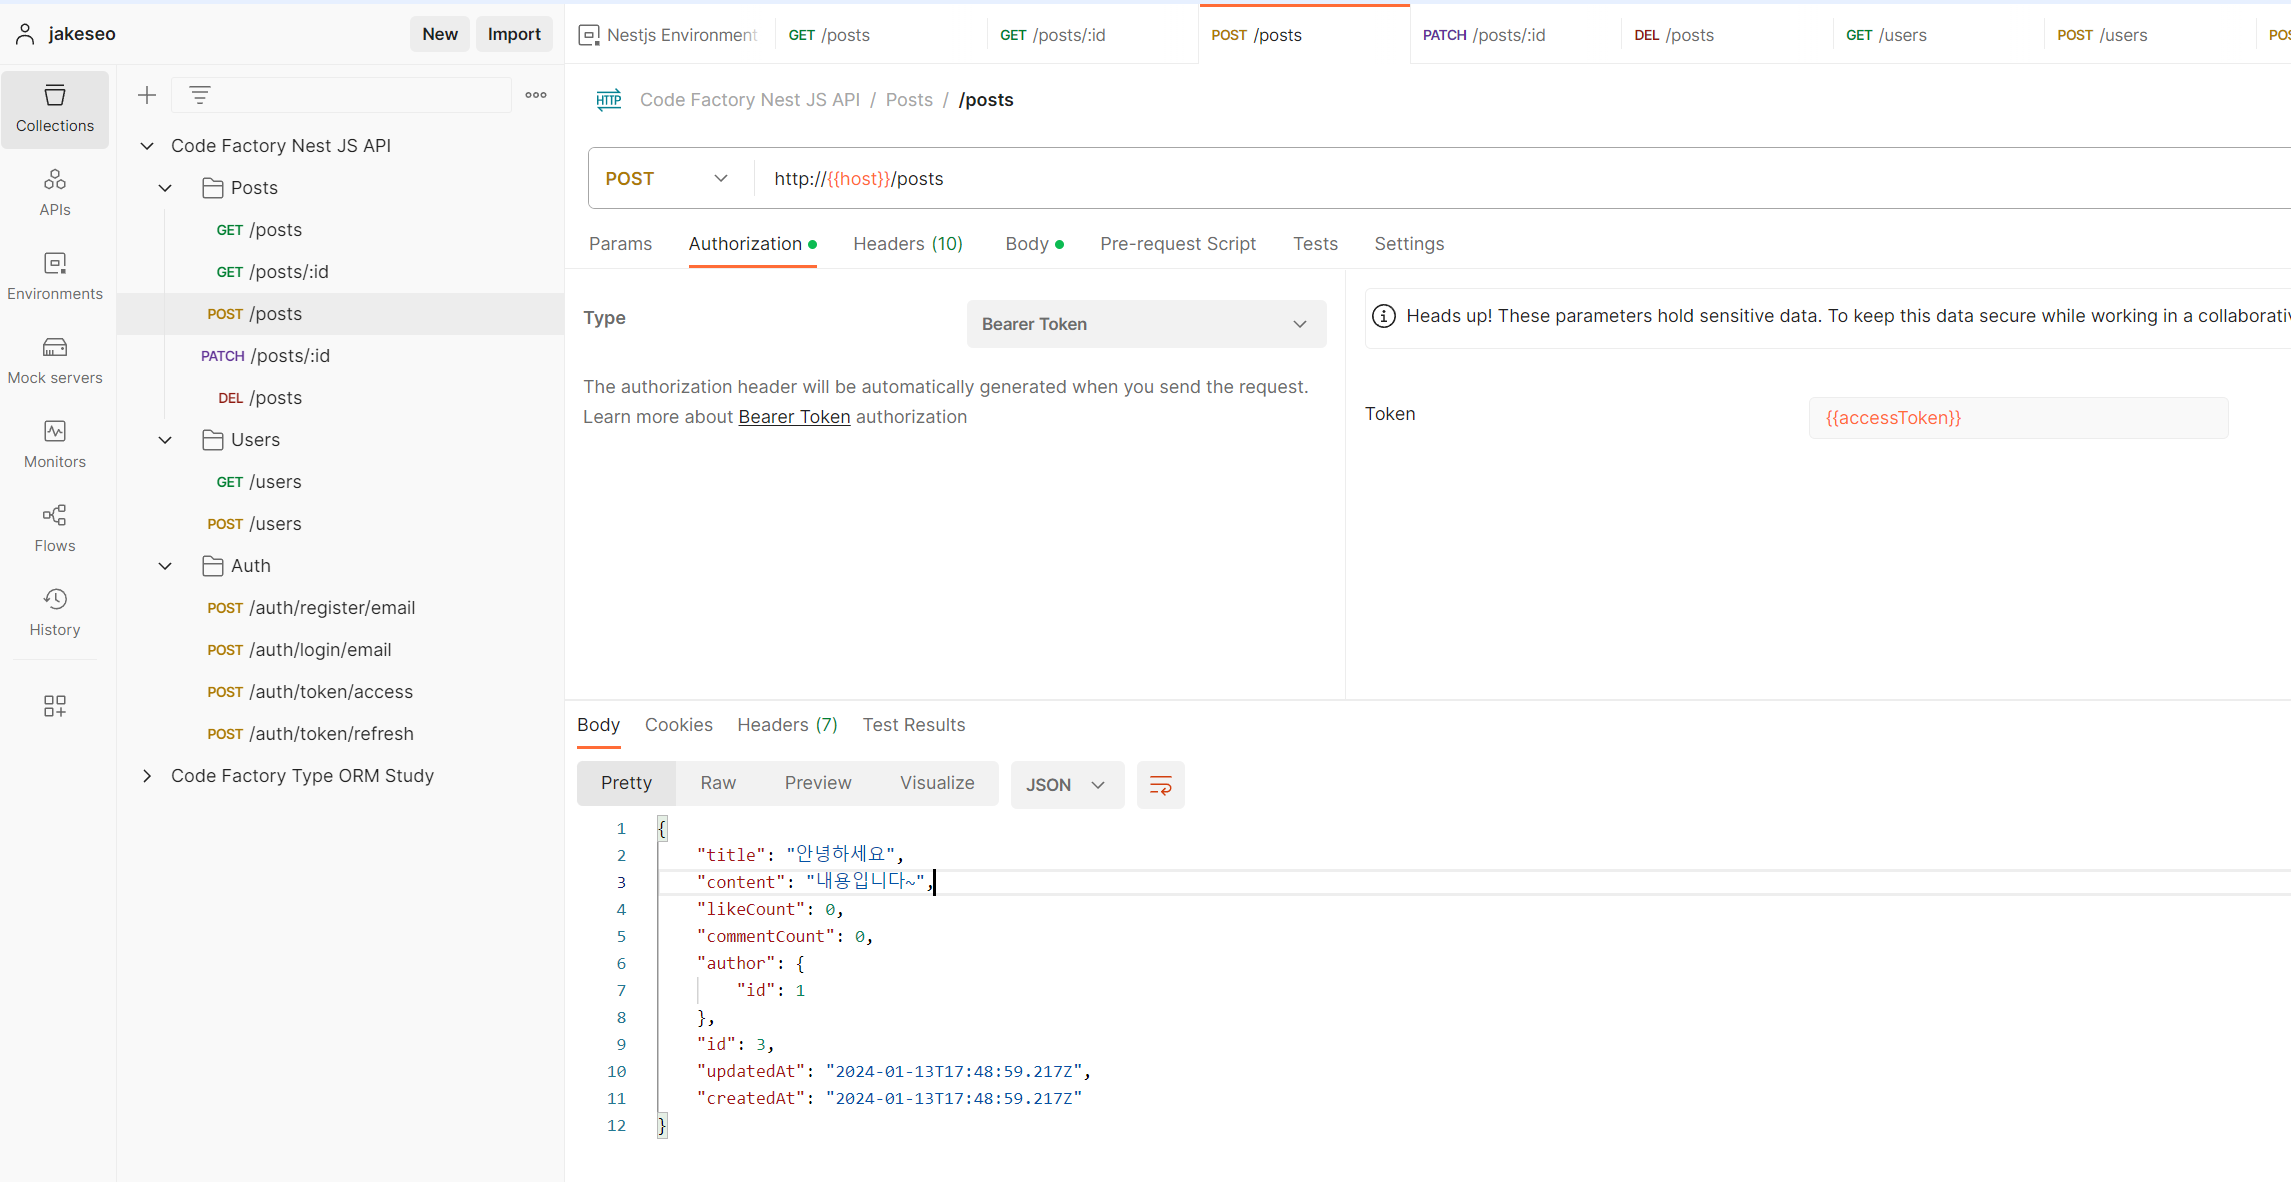 jakeseo
New
Import
Nestjs Environment
GET /posts
GET /posts/:id
POST /posts
PATCH /posts/:id
DEL /posts
GET /users
POST /users
Collections
APIs
Environments
Mock servers
Monitors
Flows
History
Code Factory Nest JS API
Posts
GET /posts
GET /posts/:id
POST /posts
PATCH /posts/:id
DEL /posts
Users
GET /users
POST /users
Auth
POST /auth/register/email
POST /auth/login/email
POST /auth/token/access
POST /auth/token/refresh
Code Factory Type ORM Study
HTTP
Code Factory Nest JS API / Posts / /posts
POST
http://{{host}}/posts
Params
Authorization
Headers (10)
Body
Pre-request Script
Tests
Settings
Type
Bearer Token
The authorization header will be automatically generated when you send the request.
Learn more about Bearer Token authorization
Heads up! These parameters hold sensitive data. To keep this data secure while working in a
Token
{{accessToken}}
Body
Cookies
Headers (7)
Test Results
Pretty
Raw
Preview
Visualize
JSON
1 {
2 "title": "안녕하세요",
3 "content": "내용입니다~",
4 "likeCount": 0,
5 "commentCount": 0,
6 "author": {
7 "id": 1
8 },
9 "id": 3,
10 "updatedAt": "2024-01-13T17:48:59.217Z",
11 "createdAt": "2024-01-13T17:48:59.217Z"
12 }